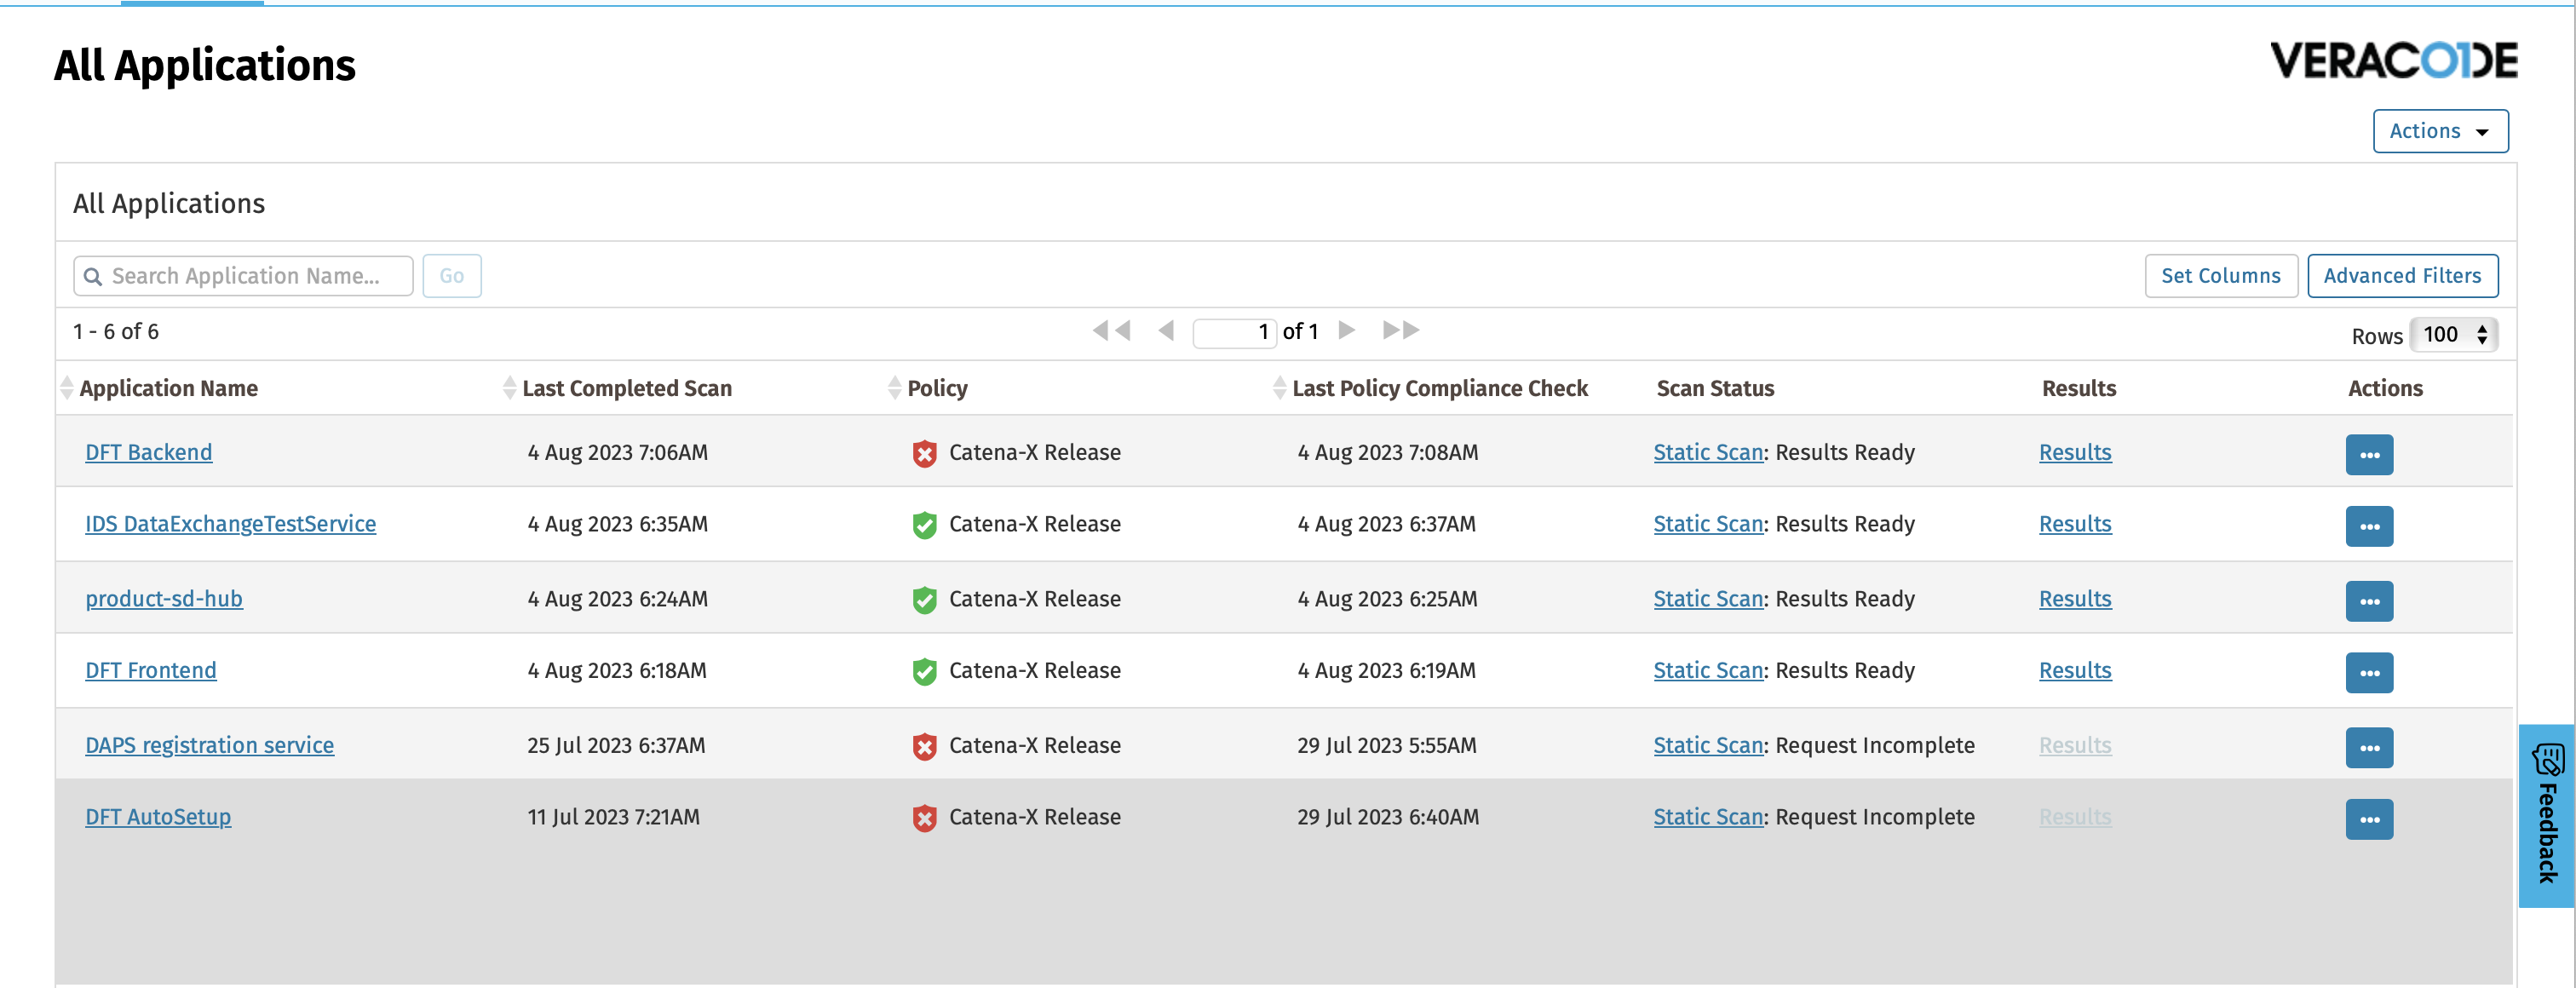 All Applications
VERACODE
Actions
All Applications
Search Application Name...
Go
Set Columns
Advanced Filters
1 - 6 of 6
1 of 1
Rows 100
Application Name Last Completed Scan Policy Last Policy Compliance Check Scan Status Results Actions
DFT Backend 4 Aug 2023 7:06AM Catena-X Release 4 Aug 2023 7:08AM Static Scan: Results Ready Results
IDS DataExchangeTestService 4 Aug 2023 6:35AM Catena-X Release 4 Aug 2023 6:37AM Static Scan: Results Ready Results
product-sd-hub 4 Aug 2023 6:24AM Catena-X Release 4 Aug 2023 6:25AM Static Scan: Results Ready Results
DFT Frontend 4 Aug 2023 6:18AM Catena-X Release 4 Aug 2023 6:19AM Static Scan: Results Ready Results
DAPS registration service 25 Jul 2023 6:37AM Catena-X Release 29 Jul 2023 5:55AM Static Scan: Request Incomplete Results
DFT AutoSetup 11 Jul 2023 7:21AM Catena-X Release 29 Jul 2023 6:40AM Static Scan: Request Incomplete Results
Feedback